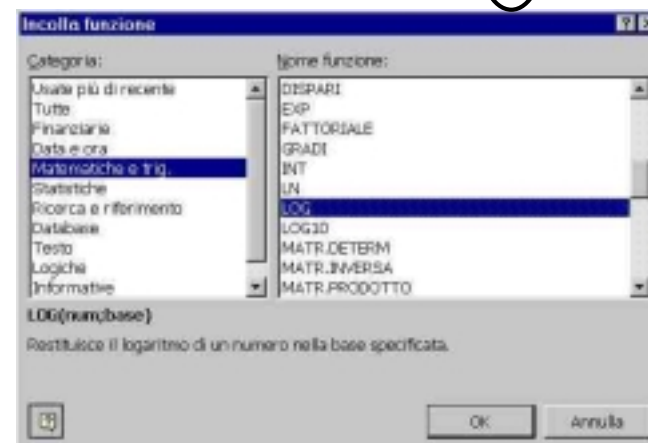 Incolla funzione
Categoria:
Usate più di recente
Tutte
Finanziarie
Data e ora
Matematiche e trig.
Statistiche
Ricerca e riferimento
Database
Testo
Logiche
Informative
Nome funzione:
DISPARI
EXP
FATTORIALE
GRADI
INT
LN
LOG
LOG10
MATR.DETERM
MATR.INVERSA
MATR.PRODOTTO
LOG(num;base)
Restituisce il logaritmo di un numero nella base specificata.
OK
Annulla